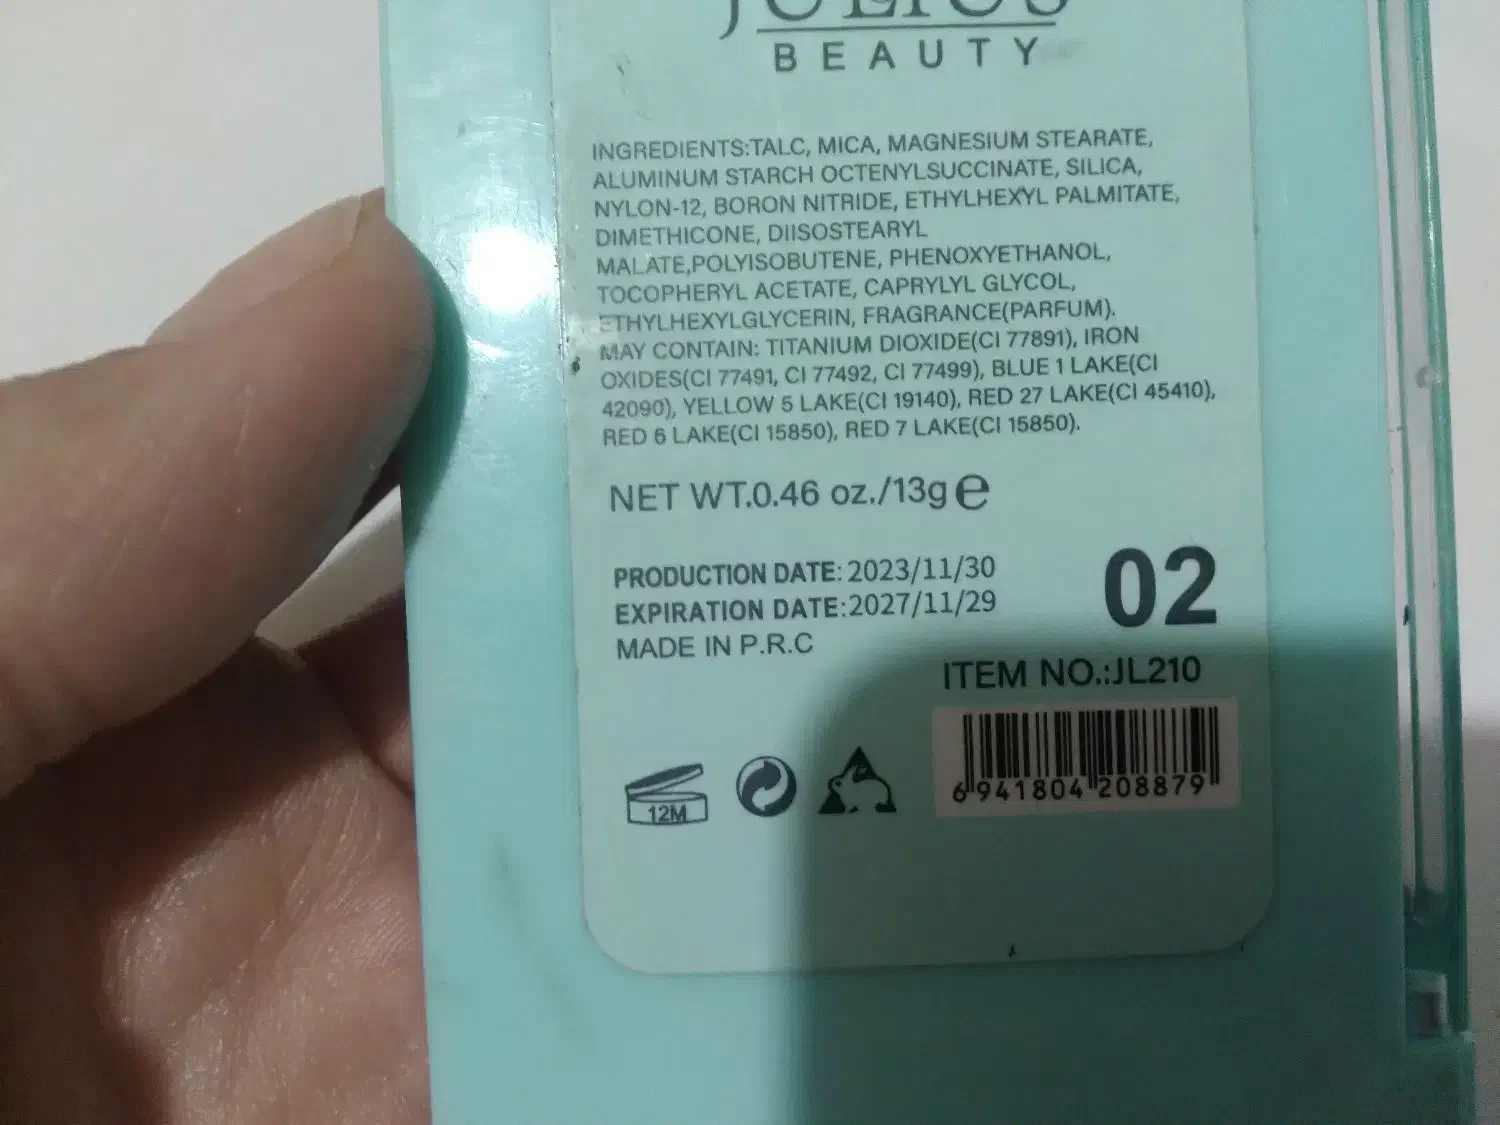 JULIUS
BEAUTY
INGREDIENTS:TALC, MICA, MAGNESIUM STEARATE,
ALUMINUM STARCH OCTENYLSUCCINATE, SILICA,
NYLON-12, BORON NITRIDE, ETHYLHEXYL PALMITATE,
DIMETHICONE, DIISOSTEARYL
MALATE,POLYISOBUTENE, PHENOXYETHANOL,
TOCOPHERYL ACETATE, CAPRYLYL GLYCOL,
ETHYLHEXYLGLYCERIN, FRAGRANCE(PARFUM).
MAY CONTAIN: TITANIUM DIOXIDE(CI 77891), IRON
OXIDES(CI 77491, CI 77492, CI 77499), BLUE 1 LAKE(CI
42090), YELLOW 5 LAKE(CI 19140), RED 27 LAKE(CI 45410),
RED 6 LAKE(CI 15850), RED 7 LAKE(CI 15850).
NET WT.0.46 oz./13g e
PRODUCTION DATE: 2023/11/30
EXPIRATION DATE:2027/11/29
MADE IN P.R.C
02
ITEM NO.:JL210
12M
6 941804 208879